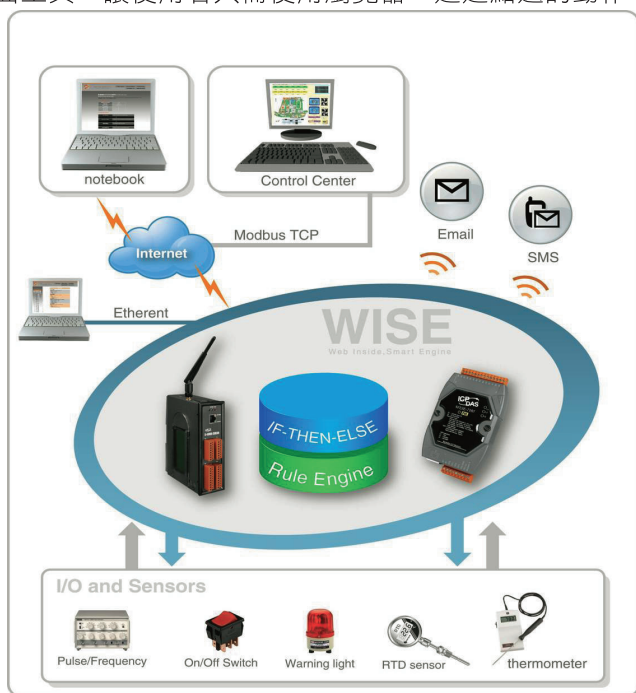 notebook
Control Center
Email
SMS
Modbus TCP
Internet
Etherent
WISE
Web Inside, Smart Engine
ICP DAS
IF-THEN-ELSE
Rule Engine
I/O and Sensors
Pulse/Frequency
On/Off Switch
Warning light
RTD sensor
thermometer